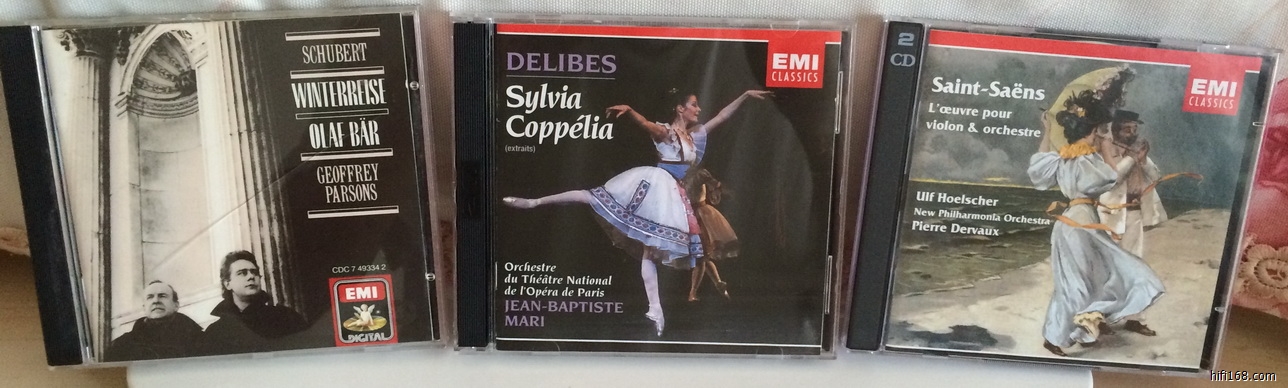 SCHUBERT
WINTERREISE
OLAF BÄR
GEOFFREY
PARSONS
CDC 7 49334 2
EMI
DIGITAL
DELIBES
EMI
CLASSICS
Sylvia
Coppélia
(extraits)
Orchestre
du Théâtre National
de l'Opéra de Paris
JEAN-BAPTISTE
MARI
2
CD
EMI
CLASSICS
Saint-Saëns
L'œuvre pour
violon & orchestre
Ulf Hoelscher
New Philharmonia Orchestra
Pierre Dervaux
hifi168.com